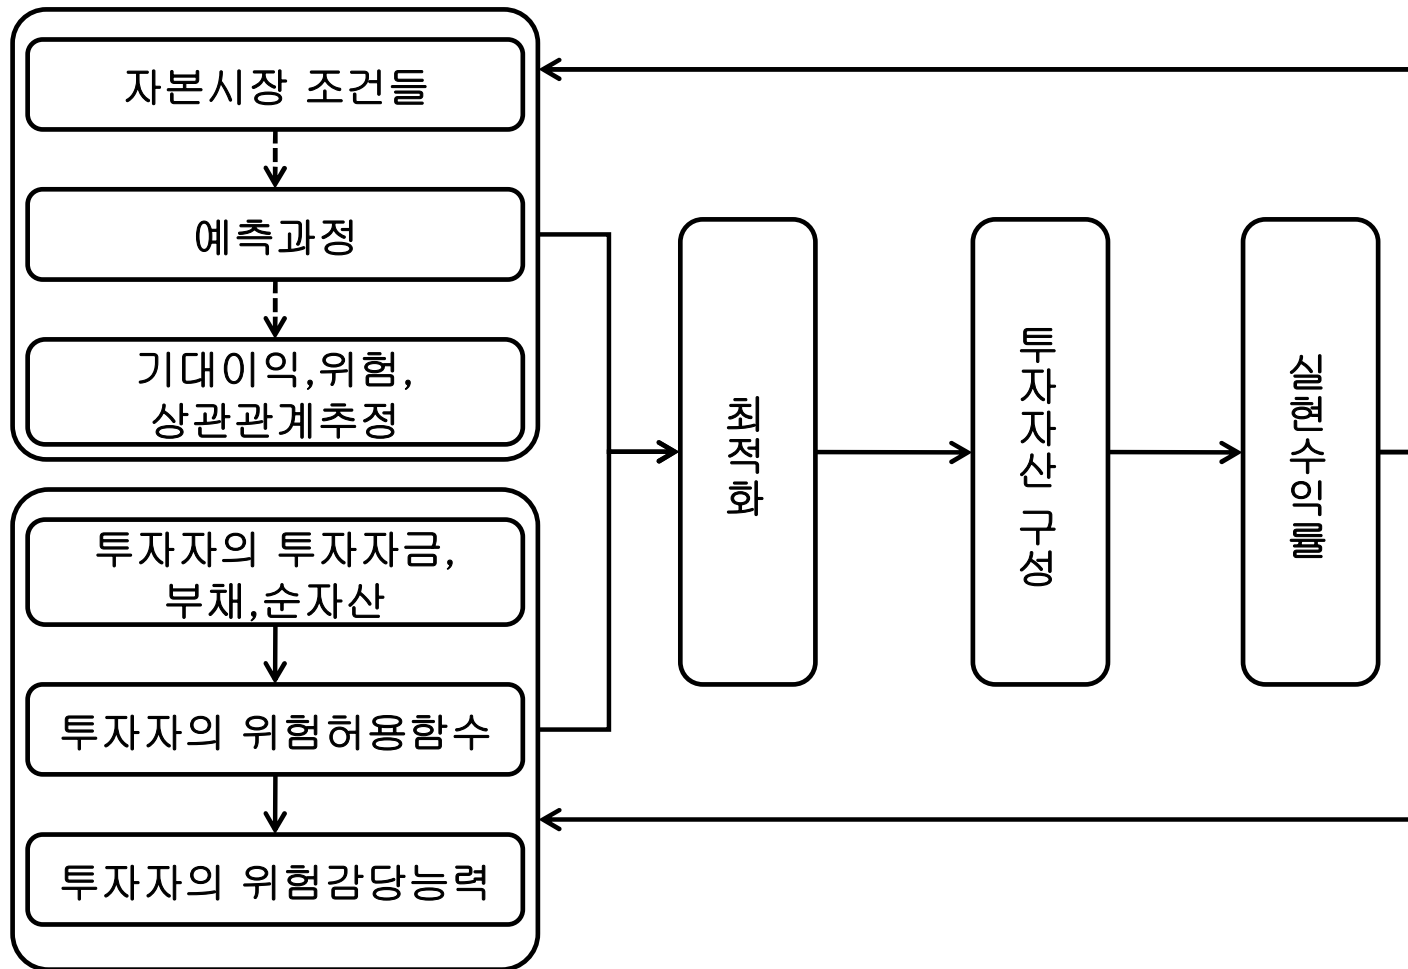 자본시장 조건들
예측과정
기대이익,위험,
상관관계추정
투자자의 투자자금,
부채,순자산
투자자의 위험허용함수
투자자의 위험감당능력
최적화
투자자산 구성
실현수익률